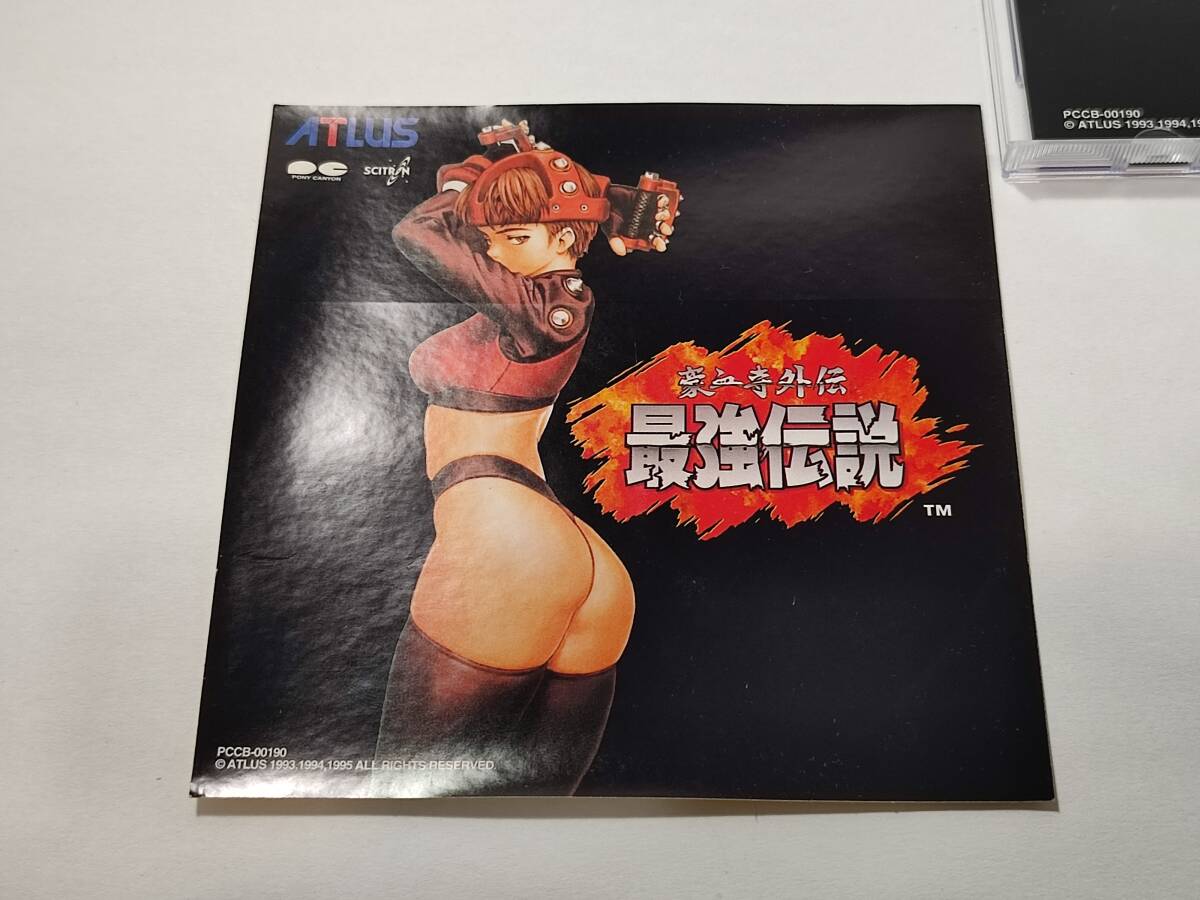 ATLUS
PONY CANYON
SCITRON
豪血寺外伝
最強伝説
TM
PCCB-00190
© ATLUS 1993,1994,1995 ALL RIGHTS RESERVED.
PCCB-00190
© ATLUS 1993,1994,1